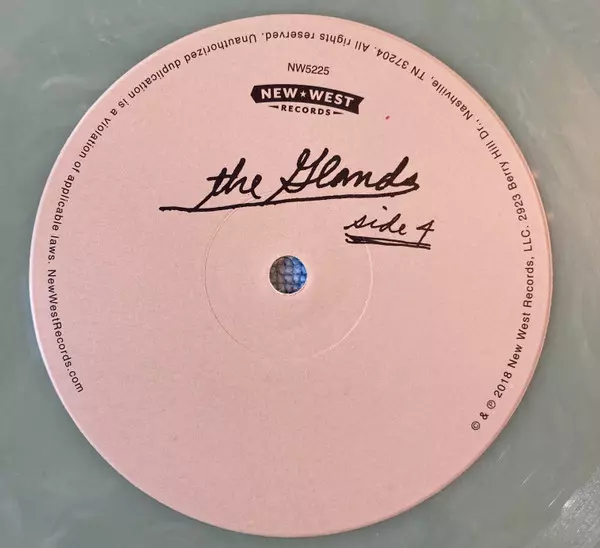 NW5225
NEW★WEST
RECORDS
the Glands
side 4
℗ & © 2018 New West Records, LLC. 2923 Berry Hill Dr., Nashville, TN 37204. All rights reserved. Unauthorized duplication is a violation of applicable laws. NewWestRecords.com